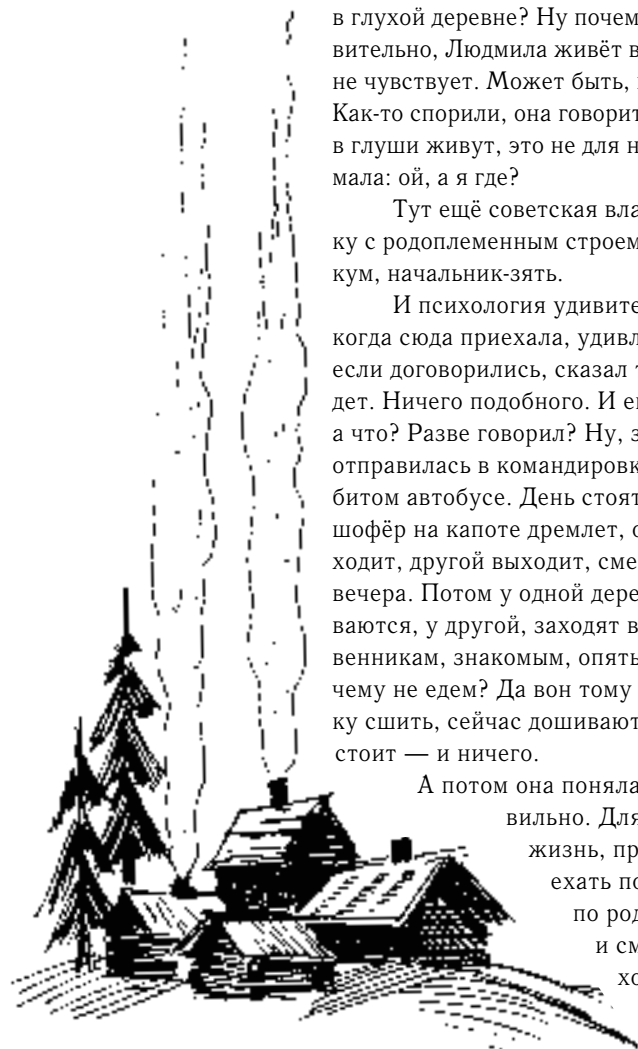 в глухой деревне? Ну почем
вительно, Людмила живёт в
не чувствует. Может быть,
Как-то спорили, она говорит
в глуши живут, это не для н
мала: ой, а я где?
Тут ещё советская вла
ку с родоплеменным строем
кум, начальник-зять.
И психология удивите
когда сюда приехала, удивл
если договорились, сказал т
дет. Ничего подобного. И е
а что? Разве говорил? Ну, з
отправилась в командировк
битом автобусе. День стоят
шофёр на капоте дремлет, о
ходит, другой выходит, сме
вечера. Потом у одной дере
ваются, у другой, заходят в
венникам, знакомым, опять
чему не едем? Да вон тому
ку сшить, сейчас дошивают
стоит — и ничего.
А потом она поняла
вильно. Для
жизнь, пр
ехать по
по род
и см
хо